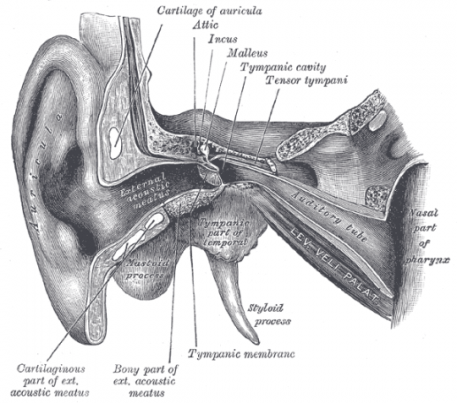 Cartilage of auricula
Attic
Incus
Malleus
Tympanic cavity
Tensor tympani
Auricula
External
acoustic
meatus
Auditory tube
Nasal
part
of
pharynx
Tympanic
part of
temporal
LEV. VELI PALAT.
Mastoid
process
Styloid
process
Tympanic membrane
Cartilaginous
part of ext.
acoustic meatus
Bony part of
ext. acoustic
meatus